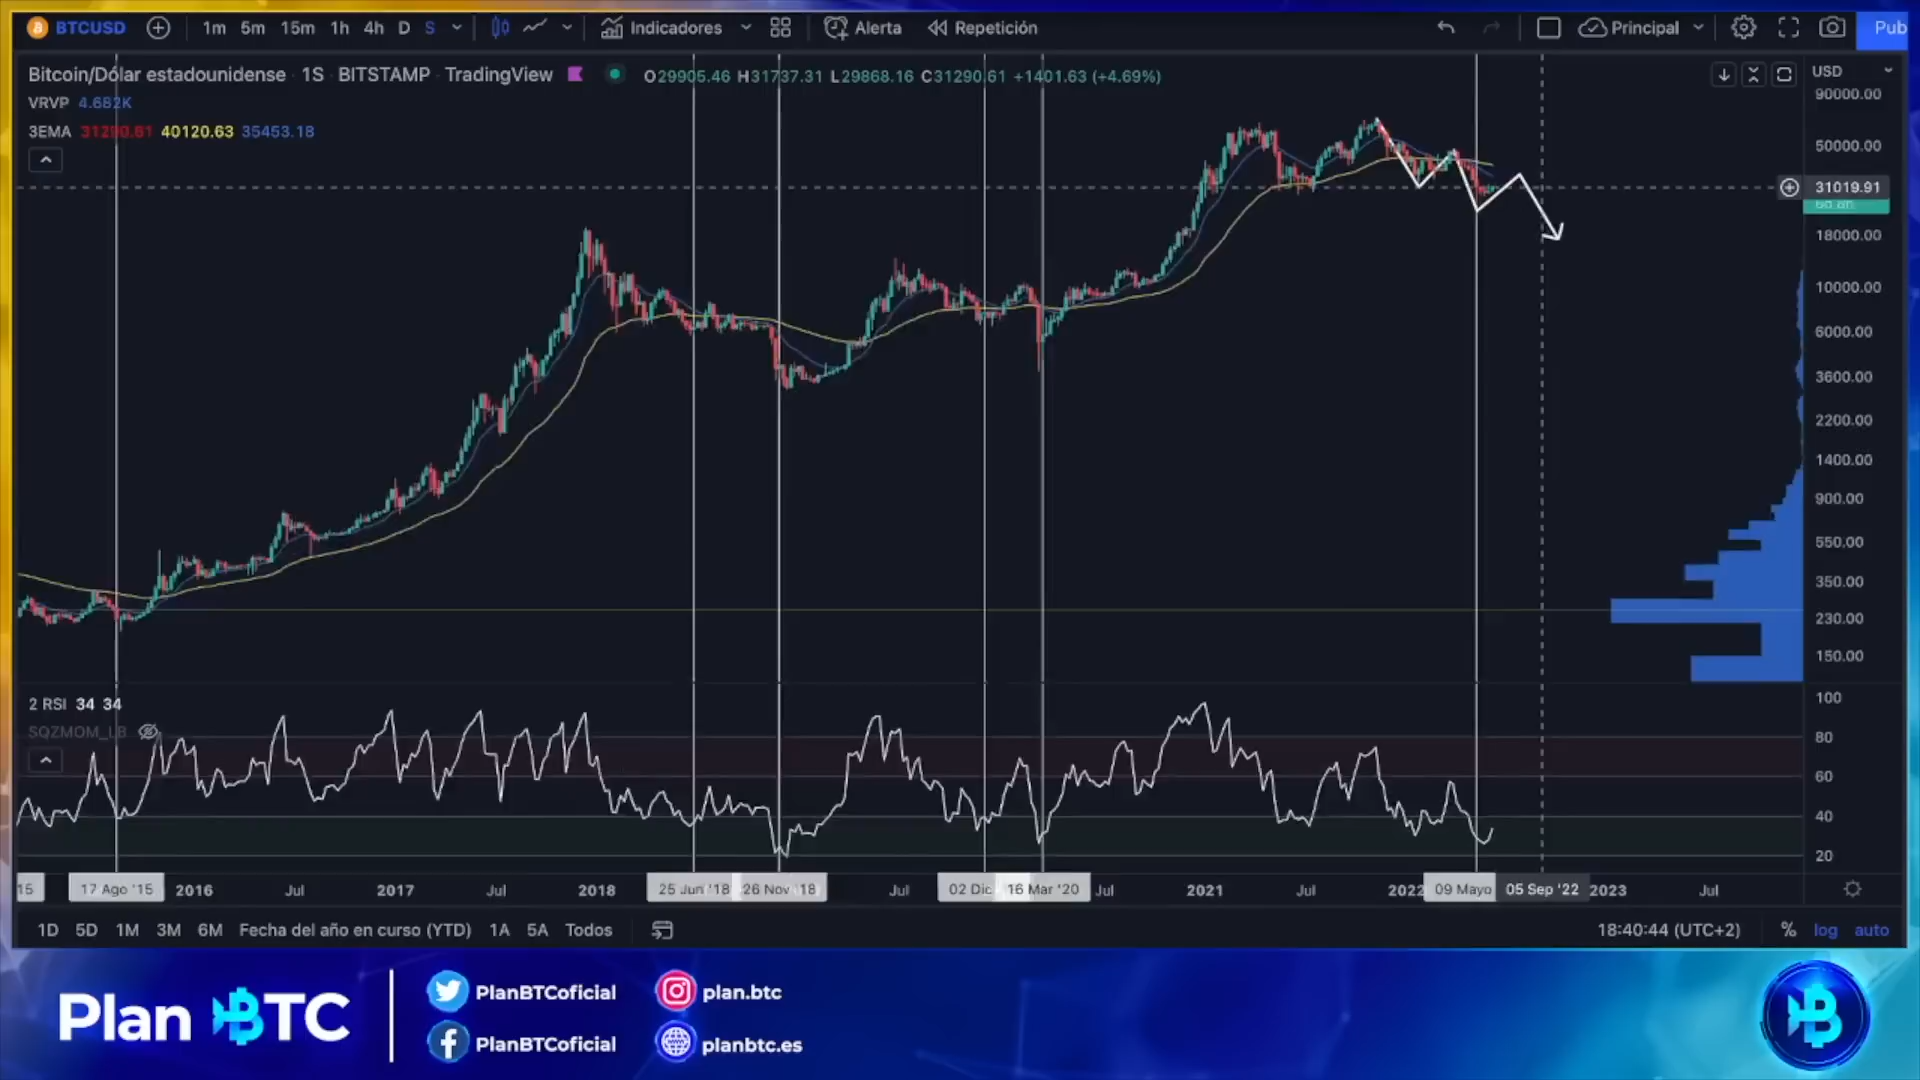 BTCUSD 1m 5m 15m 1h 4h D S Indicadores Alerta Repetición Principal Pub
Bitcoin/Dólar estadounidense · 1S · BITSTAMP · TradingView O29905.46 H31737.31 L29868.16 C31290.61 +1401.63 (+4.69%) USD
VRVP 4.682K
3EMA 31290.61 40120.63 35453.18
90000.00
50000.00
31019.91
18000.00
10000.00
6000.00
3600.00
2200.00
1400.00
900.00
550.00
350.00
230.00
150.00
2 RSI 34 34
SQZMOM_LB
100
80
60
40
20
15 17 Ago '15 2016 Jul 2017 Jul 2018 25 Jun '18 26 Nov '18 Jul 02 Dic 16 Mar '20 Jul 2021 Jul 2022 09 Mayo 05 Sep '22 2023 Jul
1D 5D 1M 3M 6M Fecha del año en curso (YTD) 1A 5A Todos 18:40:44 (UTC+2) % log auto
Plan BTC
PlanBTCoficial plan.btc
PlanBTCoficial planbtc.es